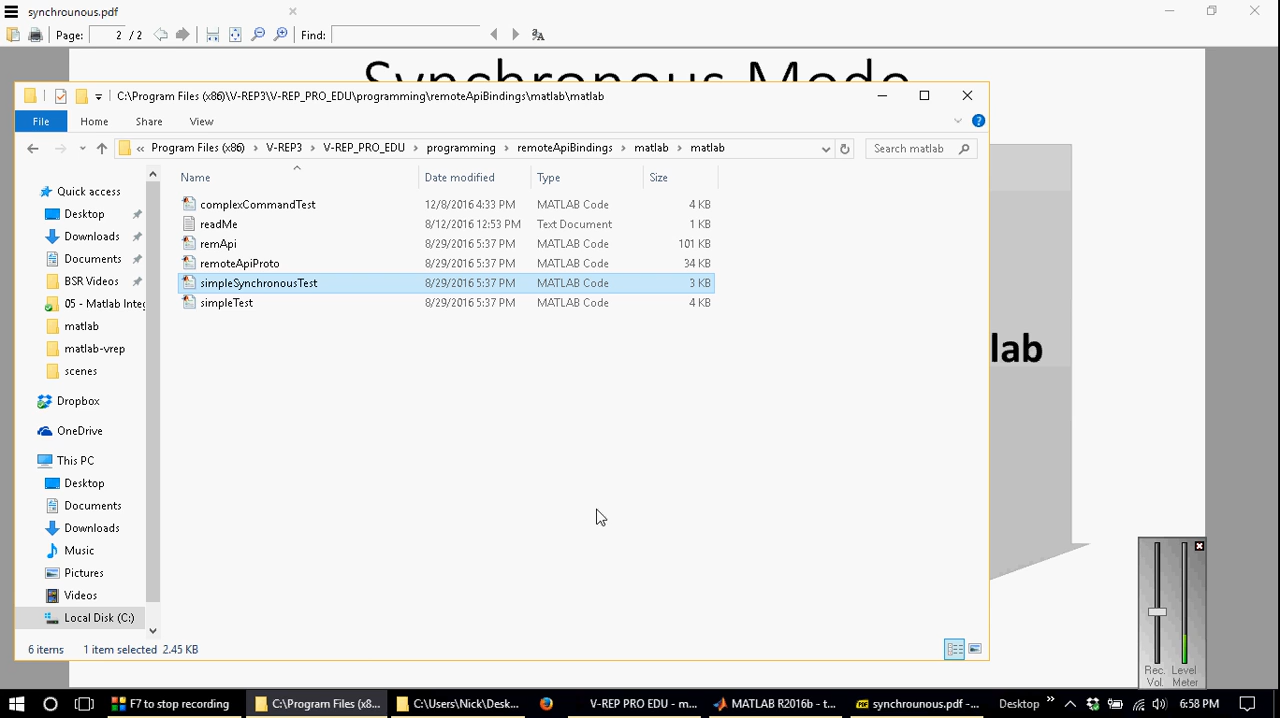 synchrounous.pdf
Page: 2 / 2 Find:
Synchronous Mode
C:\Program Files (x86)\V-REP3\V-REP_PRO_EDU\programming\remoteApiBindings\matlab\matlab
File Home Share View
Program Files (x86) V-REP3 V-REP_PRO_EDU programming remoteApiBindings matlab matlab Search matlab
Name Date modified Type Size
complexCommandTest 12/8/2016 4:33 PM MATLAB Code 4 KB
readMe 8/12/2016 12:53 PM Text Document 1 KB
remApi 8/29/2016 5:37 PM MATLAB Code 101 KB
remoteApiProto 8/29/2016 5:37 PM MATLAB Code 34 KB
simpleSynchronousTest 8/29/2016 5:37 PM MATLAB Code 3 KB
simpleTest 8/29/2016 5:37 PM MATLAB Code 4 KB
Quick access
Desktop
Downloads
Documents
BSR Videos
05 - Matlab Integ
matlab
matlab-vrep
scenes
Dropbox
OneDrive
This PC
Desktop
Documents
Downloads
Music
Pictures
Videos
Local Disk (C:)
lab
6 items 1 item selected 2.45 KB
Rec. Level
Vol. Meter
F7 to stop recording C:\Program Files (x8... C:\Users\Nick\Desk... V-REP PRO EDU - m... MATLAB R2016b - t... synchrounous.pdf -... Desktop 6:58 PM